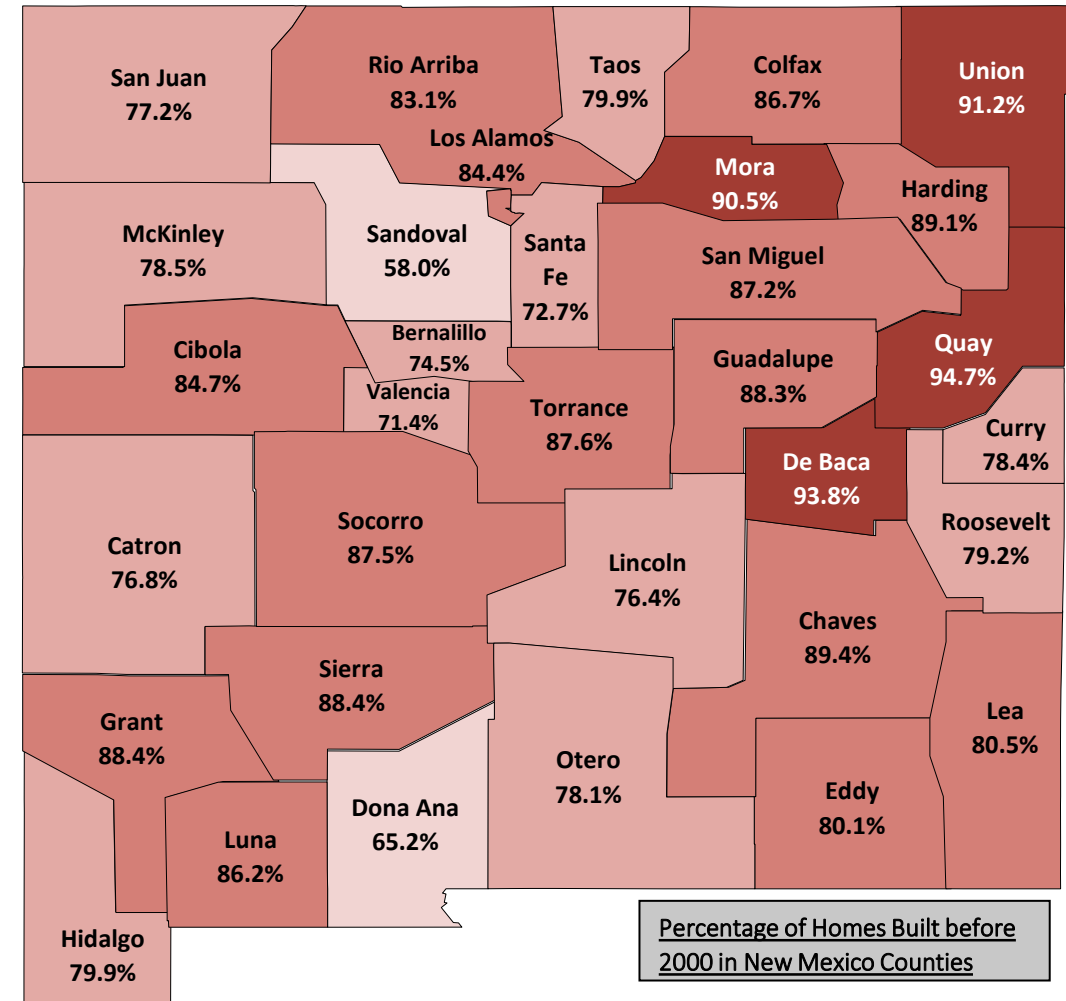 San Juan
77.2%
Rio Arriba
83.1%
Taos
79.9%
Colfax
86.7%
Union
91.2%
Los Alamos
84.4%
Mora
90.5%
Harding
89.1%
McKinley
78.5%
Sandoval
58.0%
Santa
Fe
72.7%
San Miguel
87.2%
Cibola
84.7%
Bernalillo
74.5%
Valencia
71.4%
Torrance
87.6%
Guadalupe
88.3%
Quay
94.7%
Curry
78.4%
De Baca
93.8%
Roosevelt
79.2%
Catron
76.8%
Socorro
87.5%
Lincoln
76.4%
Chaves
89.4%
Sierra
88.4%
Grant
88.4%
Lea
80.5%
Otero
78.1%
Eddy
80.1%
Dona Ana
65.2%
Luna
86.2%
Hidalgo
79.9%
Percentage of Homes Built before
2000 in New Mexico Counties